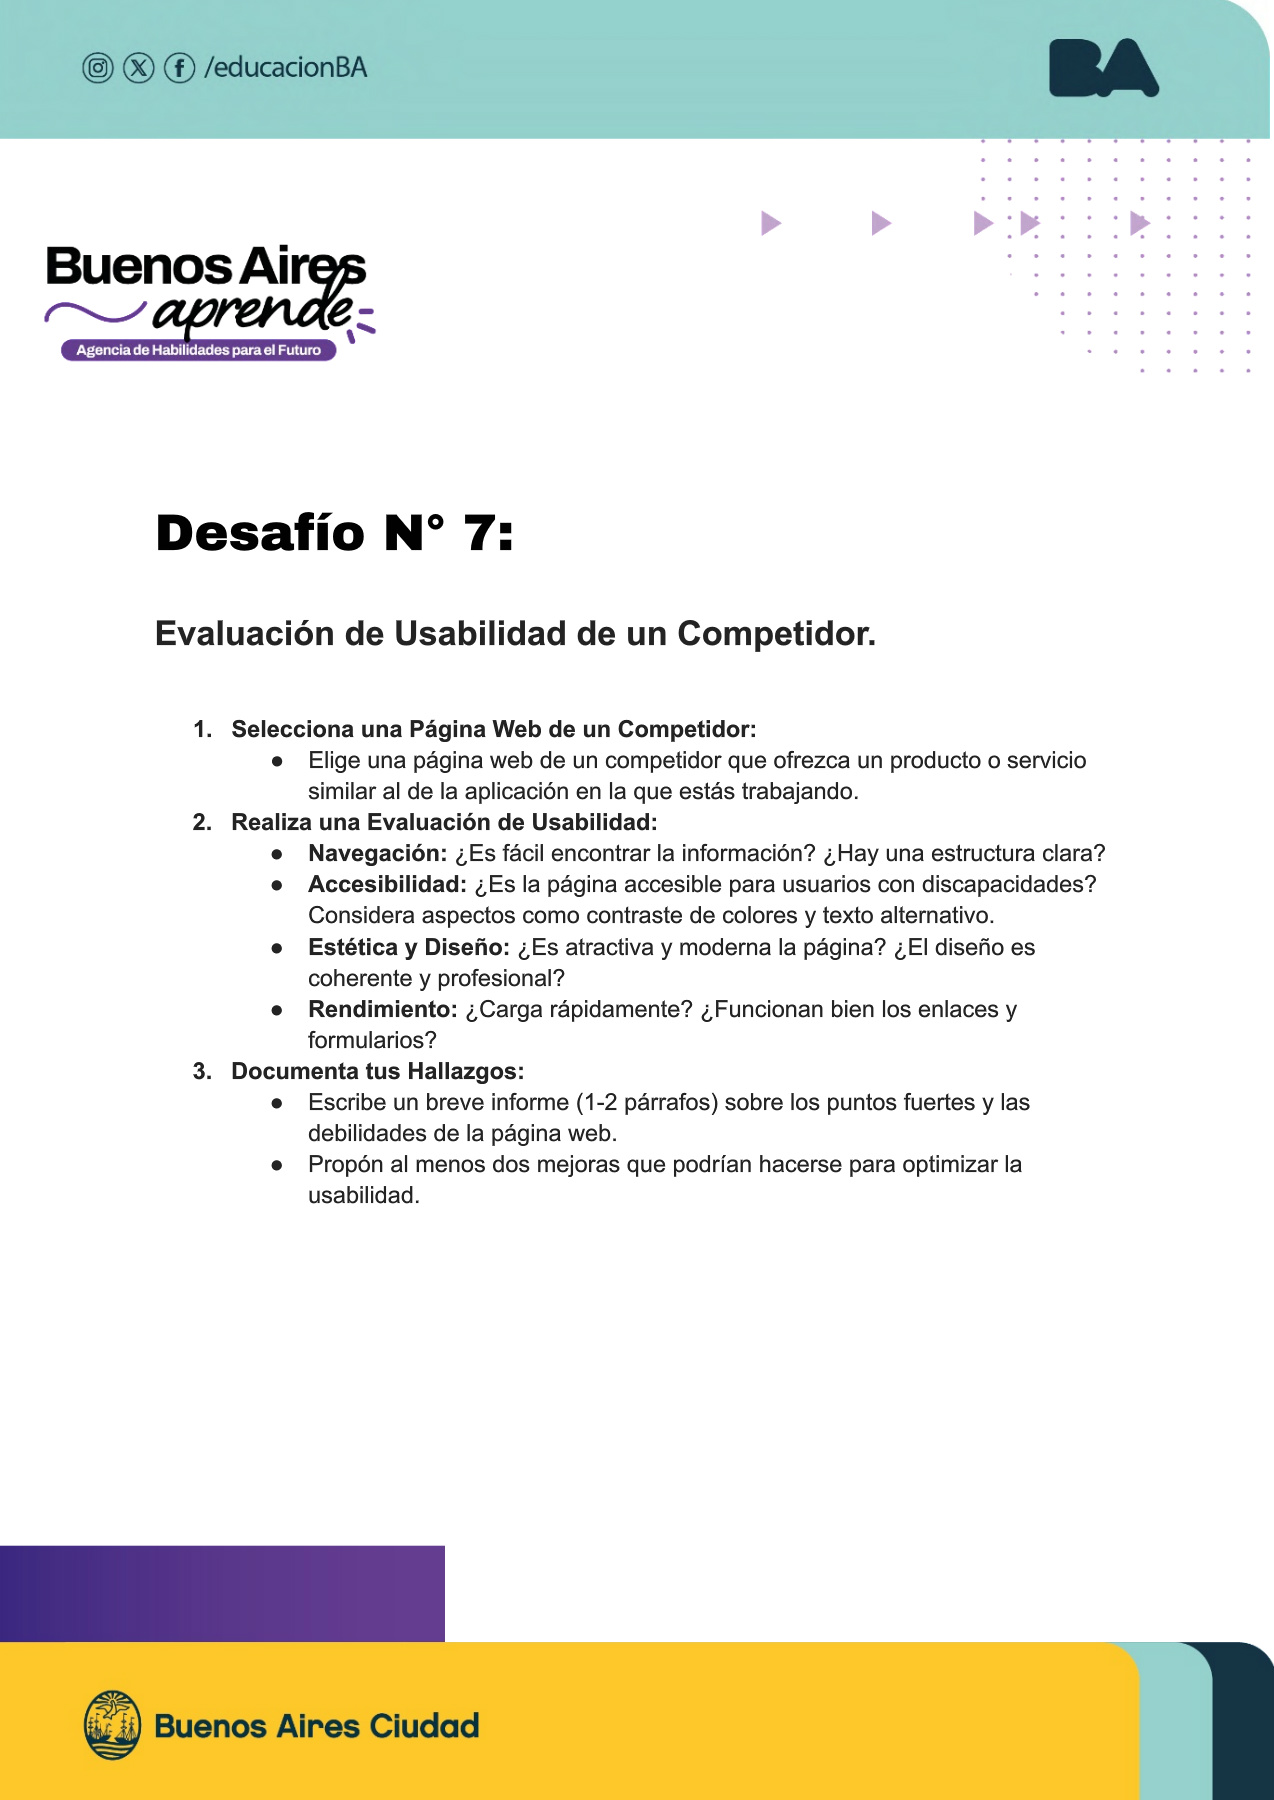 /educacionBA
BA
Buenos Aires
aprende
Agencia de Habilidades para el Futuro
Desafío N° 7:
Evaluación de Usabilidad de un Competidor.
1. Selecciona una Página Web de un Competidor:
● Elige una página web de un competidor que ofrezca un producto o servicio
similar al de la aplicación en la que estás trabajando.
2. Realiza una Evaluación de Usabilidad:
● Navegación: ¿Es fácil encontrar la información? ¿Hay una estructura clara?
● Accesibilidad: ¿Es la página accesible para usuarios con discapacidades?
Considera aspectos como contraste de colores y texto alternativo.
● Estética y Diseño: ¿Es atractiva y moderna la página? ¿El diseño es
coherente y profesional?
● Rendimiento: ¿Carga rápidamente? ¿Funcionan bien los enlaces y
formularios?
3. Documenta tus Hallazgos:
● Escribe un breve informe (1-2 párrafos) sobre los puntos fuertes y las
debilidades de la página web.
● Propón al menos dos mejoras que podrían hacerse para optimizar la
usabilidad.
Buenos Aires Ciudad